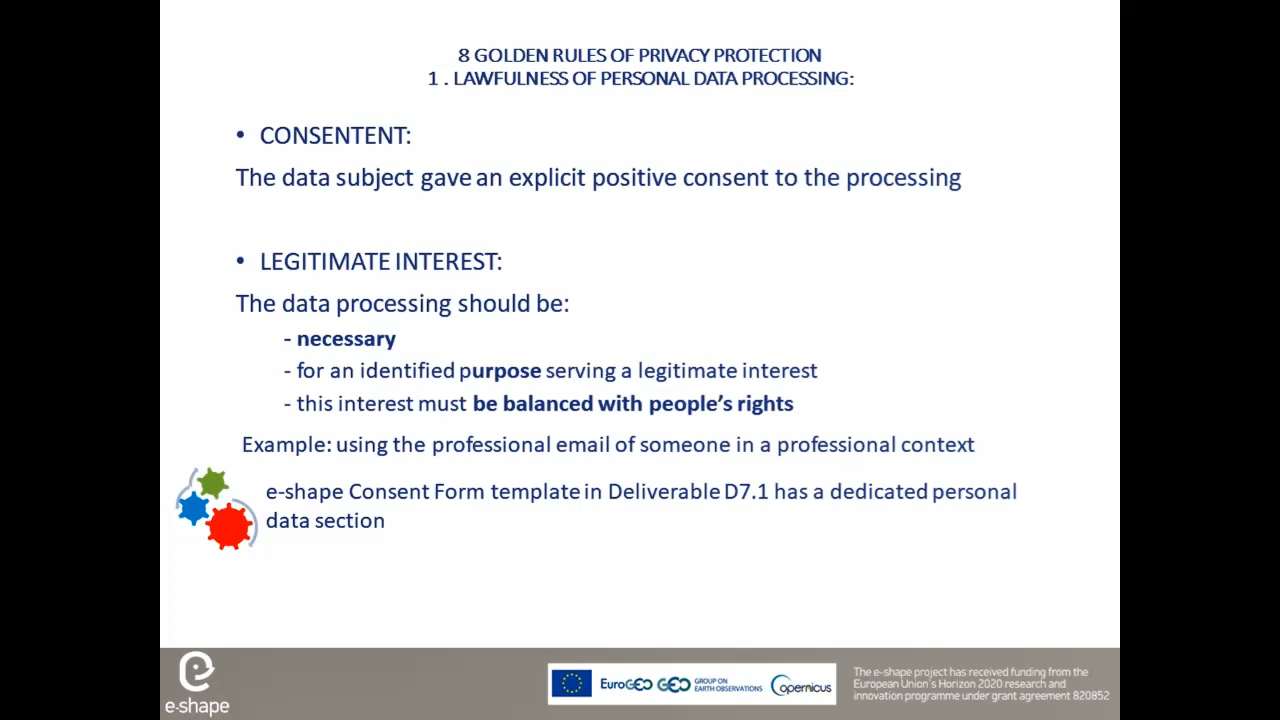 8 GOLDEN RULES OF PRIVACY PROTECTION
1 . LAWFULNESS OF PERSONAL DATA PROCESSING:
• CONSENTENT:
The data subject gave an explicit positive consent to the processing
• LEGITIMATE INTEREST:
The data processing should be:
- necessary
- for an identified purpose serving a legitimate interest
- this interest must be balanced with people's rights
Example: using the professional email of someone in a professional context
e-shape Consent Form template in Deliverable D7.1 has a dedicated personal
data section
e-shape
EuroGEO GEO GROUP ON
EARTH OBSERVATIONS
Copernicus
The e-shape project has received funding from the
European Union's Horizon 2020 research and
innovation programme under grant agreement 820852